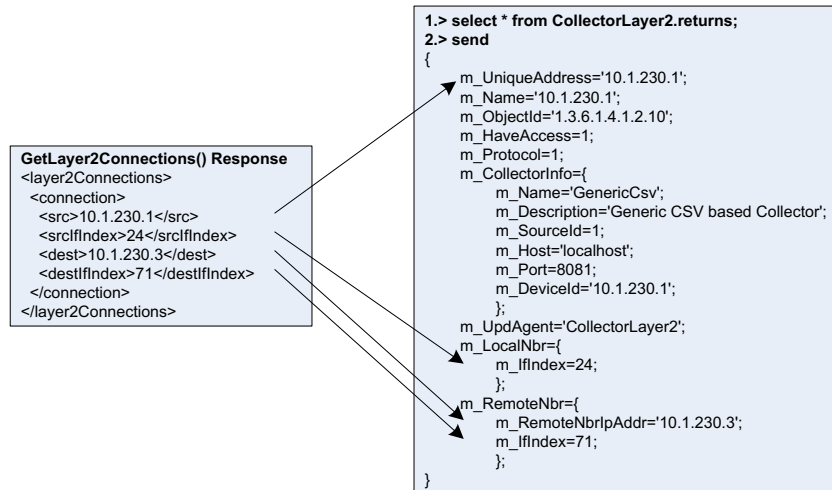 GetLayer2Connections() Response
<layer2Connections>
<connection>
<src>10.1.230.1</src>
<srcIfIndex>24</srcIfIndex>
<dest>10.1.230.3</dest>
<destIfIndex>71</destIfIndex>
</connection>
</layer2Connections>
1.> select * from CollectorLayer2.returns;
2.> send
{
m_UniqueAddress='10.1.230.1';
m_Name='10.1.230.1';
m_ObjectId='1.3.6.1.4.1.2.10';
m_HaveAccess=1;
m_Protocol=1;
m_CollectorInfo={
m_Name='GenericCsv';
m_Description='Generic CSV based Collector';
m_SourceId=1;
m_Host='localhost';
m_Port=8081;
m_DeviceId='10.1.230.1';
};
m_UpdAgent='CollectorLayer2';
m_LocalNbr={
m_IfIndex=24;
};
m_RemoteNbr={
m_RemoteNbrIpAddr='10.1.230.3';
m_IfIndex=71;
};
}